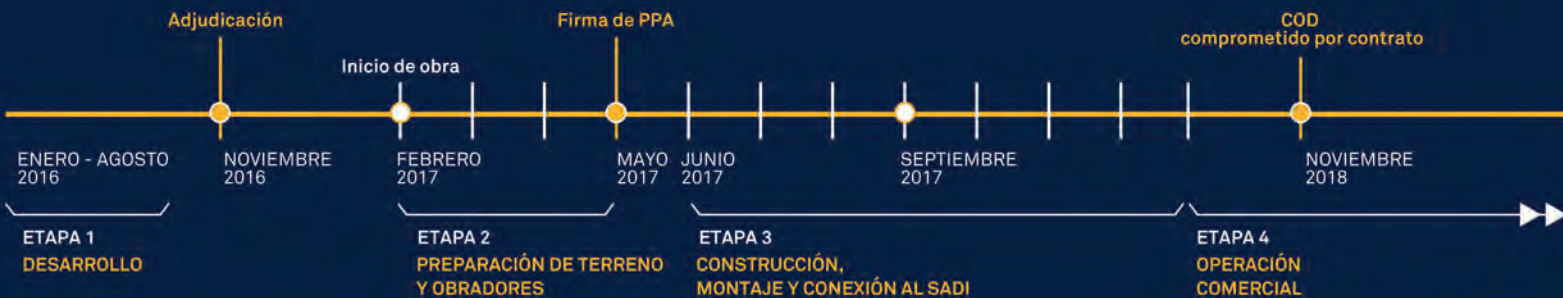 Adjudicación
Firma de PPA
COD
comprometido por contrato
Inicio de obra
ENERO - AGOSTO
2016
NOVIEMBRE
2016
FEBRERO
2017
MAYO
2017
JUNIO
2017
SEPTIEMBRE
2017
NOVIEMBRE
2018
ETAPA 1
DESARROLLO
ETAPA 2
PREPARACIÓN DE TERRENO
Y OBRADORES
ETAPA 3
CONSTRUCCIÓN,
MONTAJE Y CONEXIÓN AL SADI
ETAPA 4
OPERACIÓN
COMERCIAL